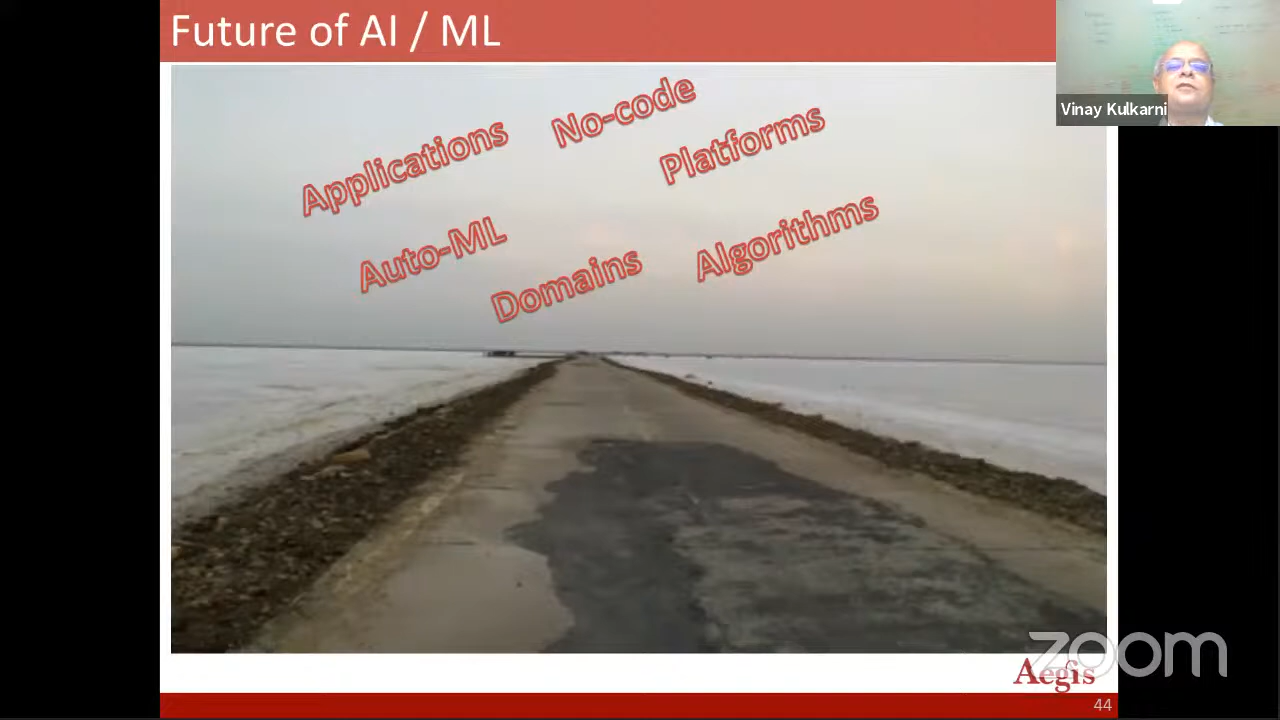 Future of AI / ML
Vinay Kulkarni
No-code
Applications
Platforms
Auto-ML
Algorithms
Domains
zoom
Aegis
44